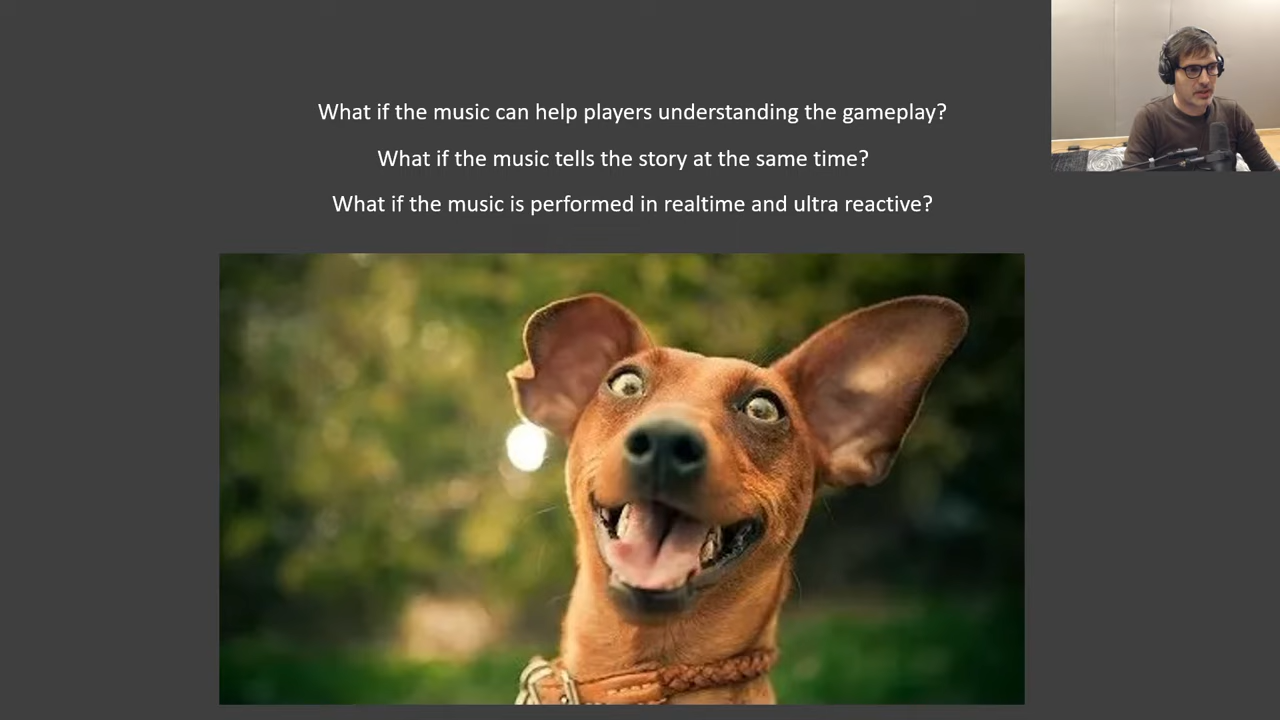 What if the music can help players understanding the gameplay?
What if the music tells the story at the same time?
What if the music is performed in realtime and ultra reactive?